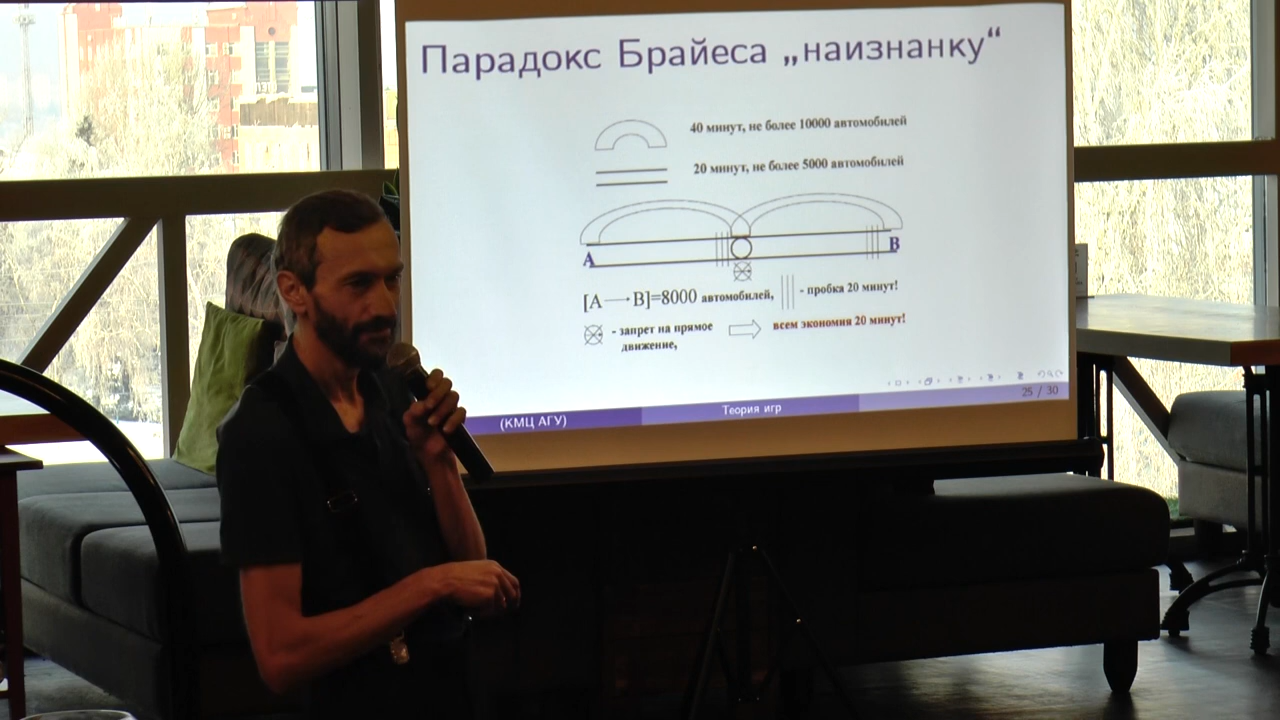 Парадокс Брайеса „наизнанку“
40 минут, не более 10000 автомобилей
20 минут, не более 5000 автомобилей
A
B
[A → B]=8000 автомобилей,
- пробка 20 минут!
- запрет на прямое
движение,
всем экономия 20 минут!
25 / 30
(КМЦ АГУ)
Теория игр